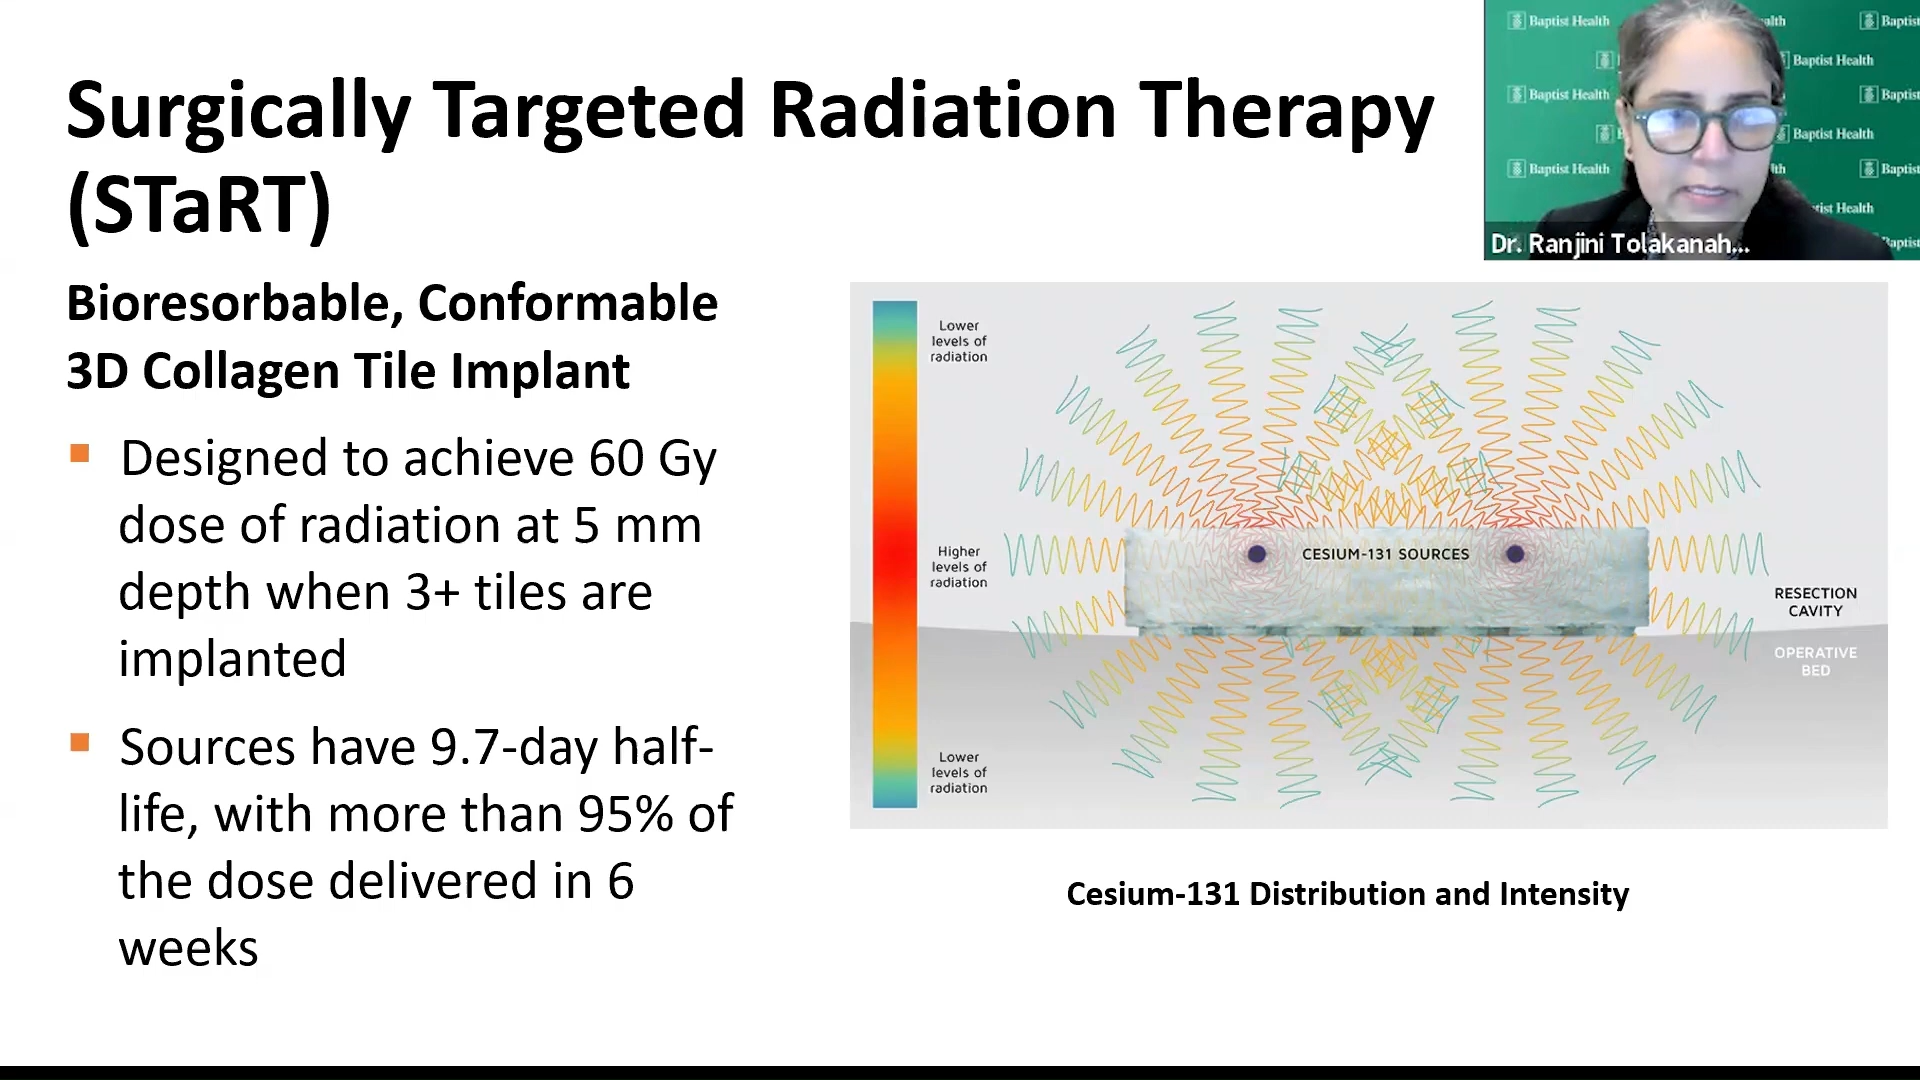 Surgically Targeted Radiation Therapy
(STaRT)
Bioresorbable, Conformable
3D Collagen Tile Implant
Designed to achieve 60 Gy
dose of radiation at 5 mm
depth when 3+ tiles are
implanted
Sources have 9.7-day half-
life, with more than 95% of
the dose delivered in 6
weeks
Lower
levels of
radiation
Higher
levels of
radiation
Lower
levels of
radiation
CESIUM-131 SOURCES
RESECTION
CAVITY
OPERATIVE
BED
Cesium-131 Distribution and Intensity
Baptist Health
Baptist Health
Baptist Health
Baptist Health
Baptist Health
Dr. Ranjini Tolakanah...